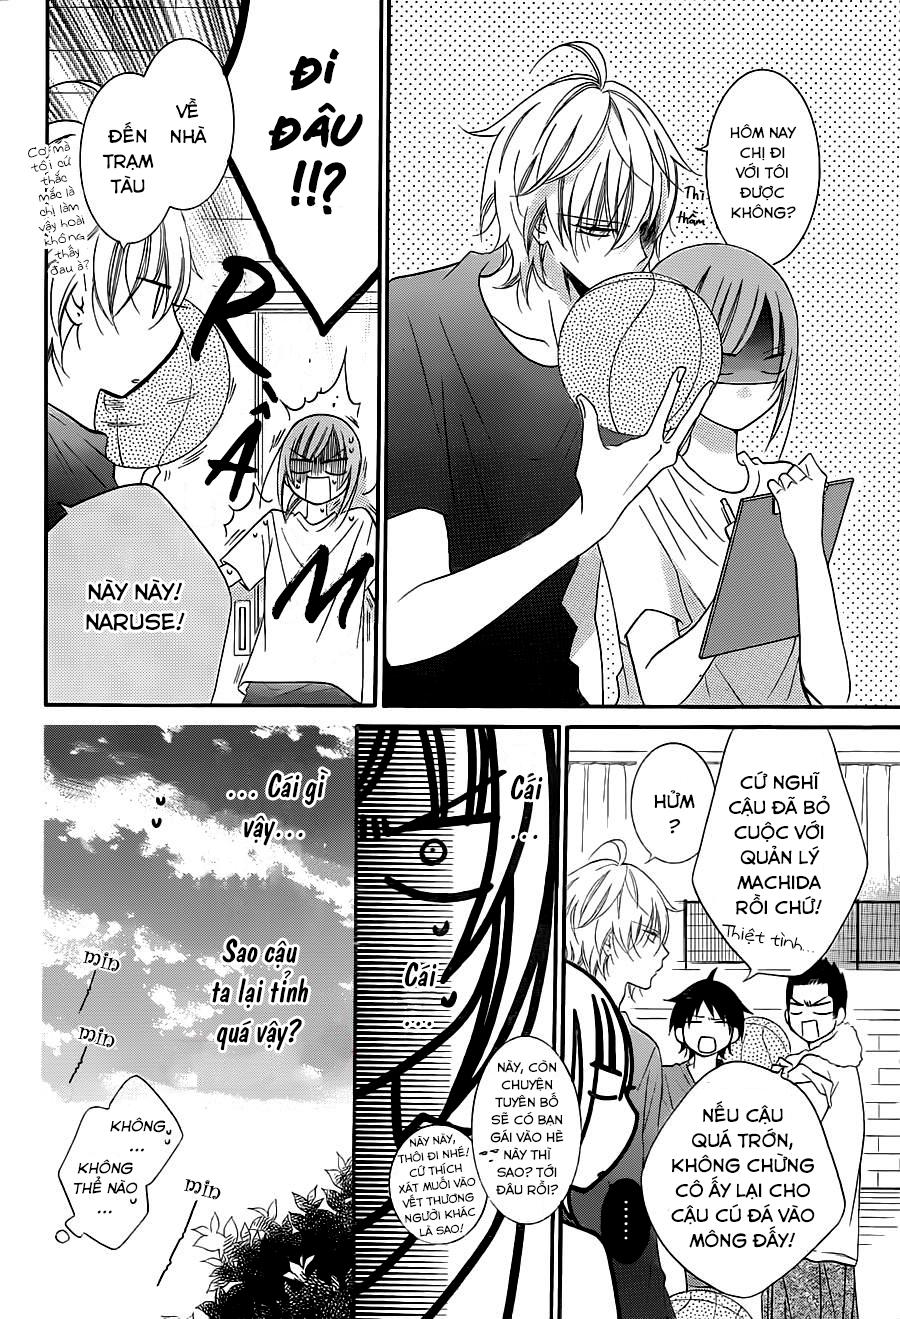 HÔM NAY
CHỊ ĐI
VỚI TÔI
ĐƯỢC
KHÔNG?
Thì
thầm
ĐI
ĐÂU
!!!?
VỀ
NHÀ
ĐẾN
TRẠM
TÀU
Cơ mà
tôi cứ
thắc
mắc là
chị làm
vậy hoài
không
thấy
đau à?
RẦM
NÀY NÀY!
NARUSE!
CỨ NGHĨ
CẬU ĐÃ BỎ
CUỘC VỚI
QUẢN LÝ
MACHIDA
RỒI CHỨ!
Thiệt tình...
HỬM
?
NẾU CẬU
QUÁ TRỚN,
KHÔNG CHỪNG
CÔ ẤY LẠI CHO
CẬU CÚ ĐÁ VÀO
MÔNG ĐẤY!
......
NÀY, CÒN
CHUYỆN
TUYÊN BỐ
SẼ CÓ BẠN
GÁI VÀO HÈ
NÀY THÌ
SAO? TỚI
ĐÂU RỒI?
NÀY NÀY,
THÔI ĐI NHÉ!
CỨ THÍCH
XÁT MUỐI VÀO
VẾT THƯƠNG
NGƯỜI KHÁC
LÀ SAO!
Cái
...
Cái
...
... Cái gì
vậy...
Sao cậu
ta lại tỉnh
quá vậy?
min
min
min
KHÔNG
...
KHÔNG
THỂ NÀO
...